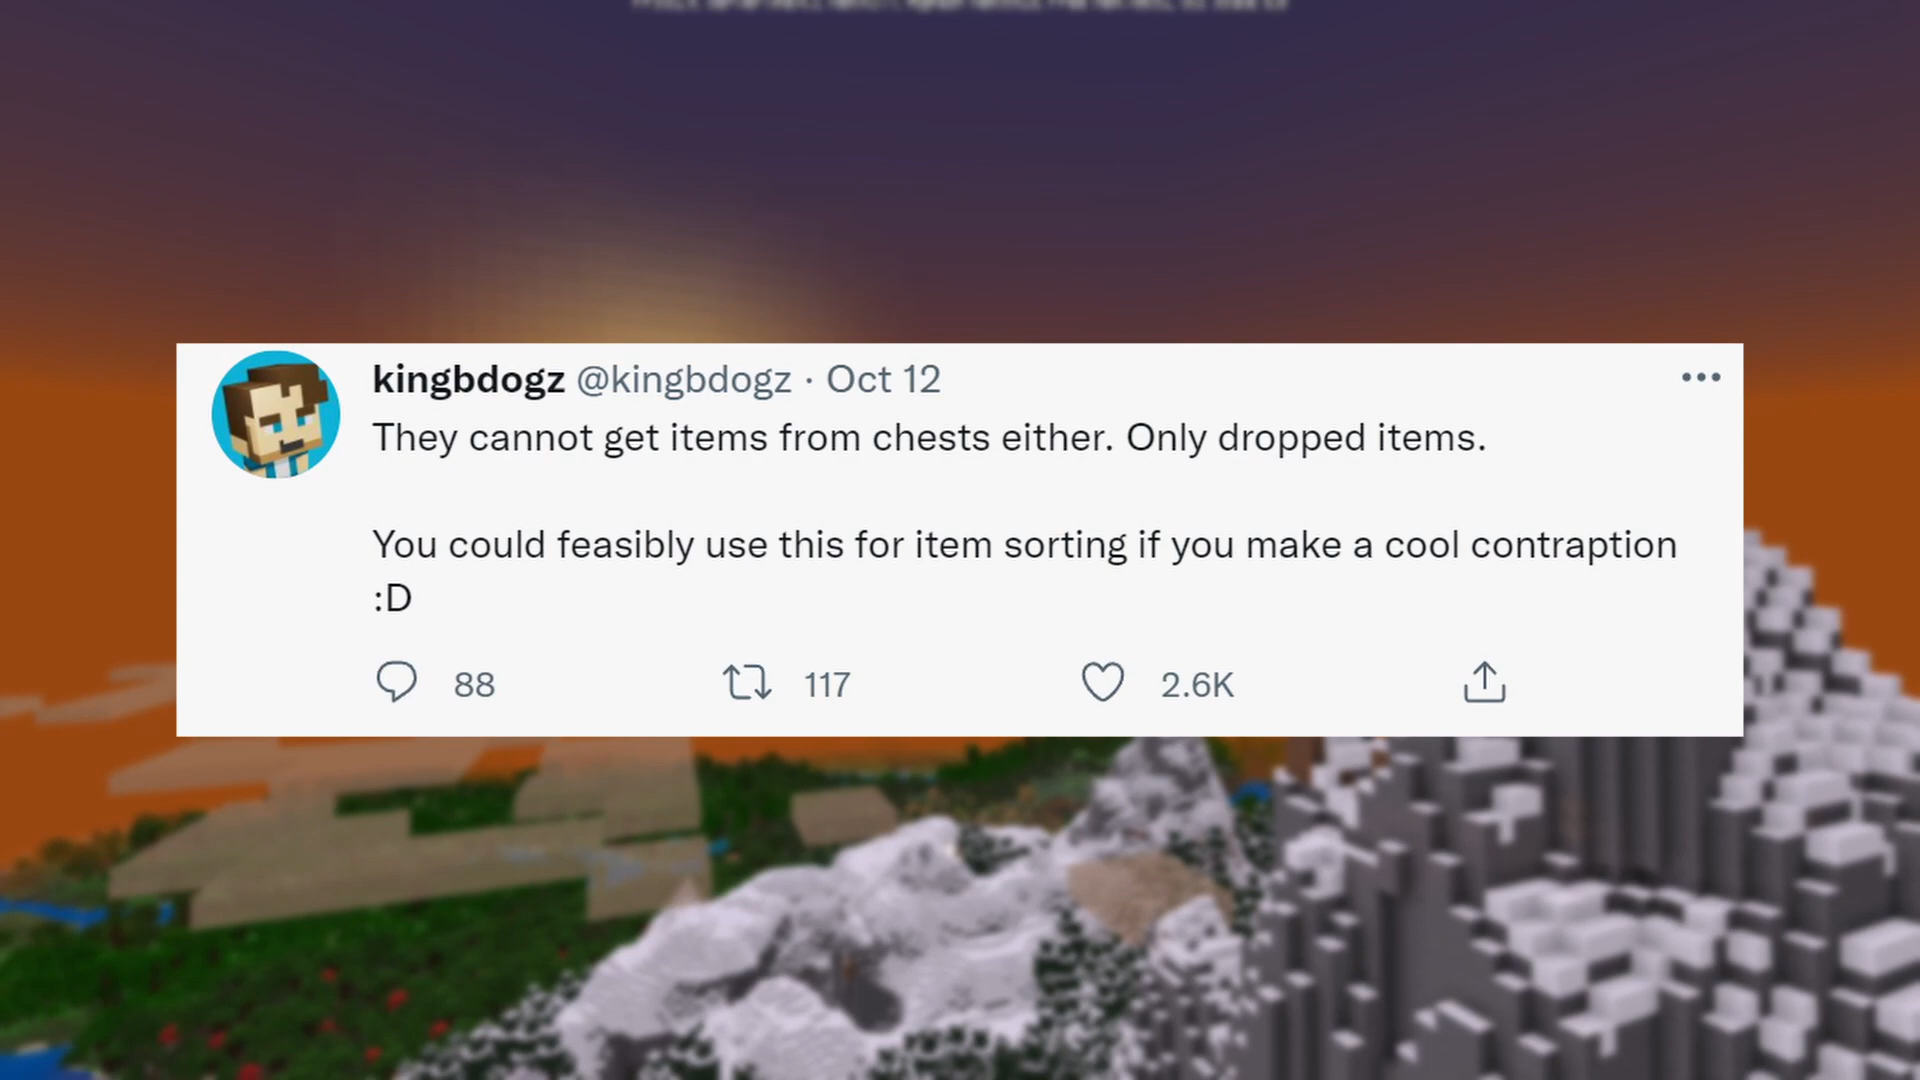 kingbdogz @kingbdogz · Oct 12
They cannot get items from chests either. Only dropped items.
You could feasibly use this for item sorting if you make a cool contraption
:D
88 117 2.6K